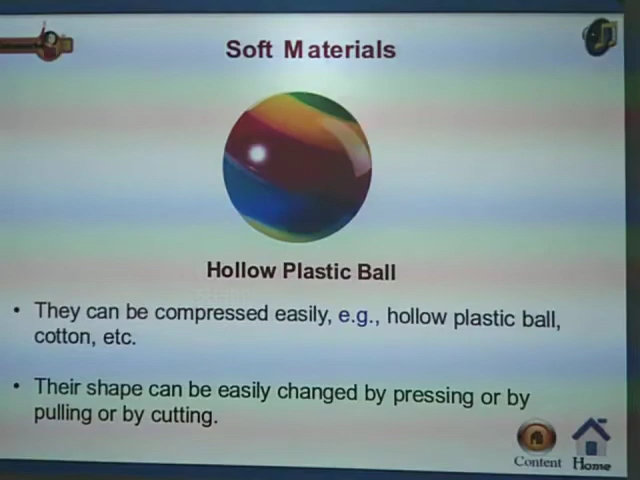 Soft Materials
Hollow Plastic Ball
• They can be compressed easily, e.g., hollow plastic ball,
cotton, etc.
• Their shape can be easily changed by pressing or by
pulling or by cutting.
Content Home